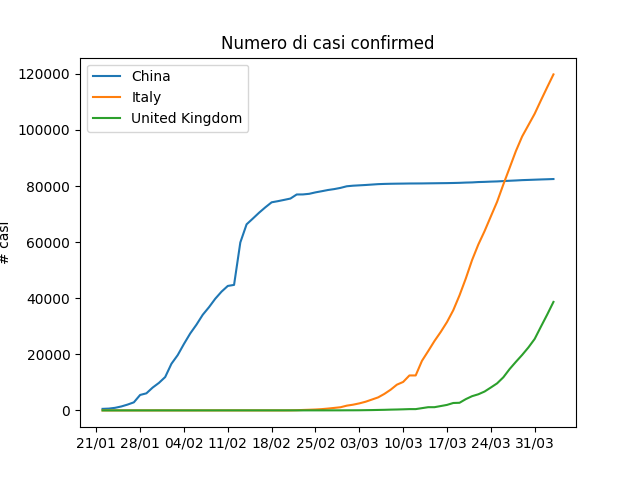 Numero di casi confirmed
China
Italy
United Kingdom
120000
100000
80000
60000
40000
20000
0
# casi
21/01 28/01 04/02 11/02 18/02 25/02 03/03 10/03 17/03 24/03 31/03